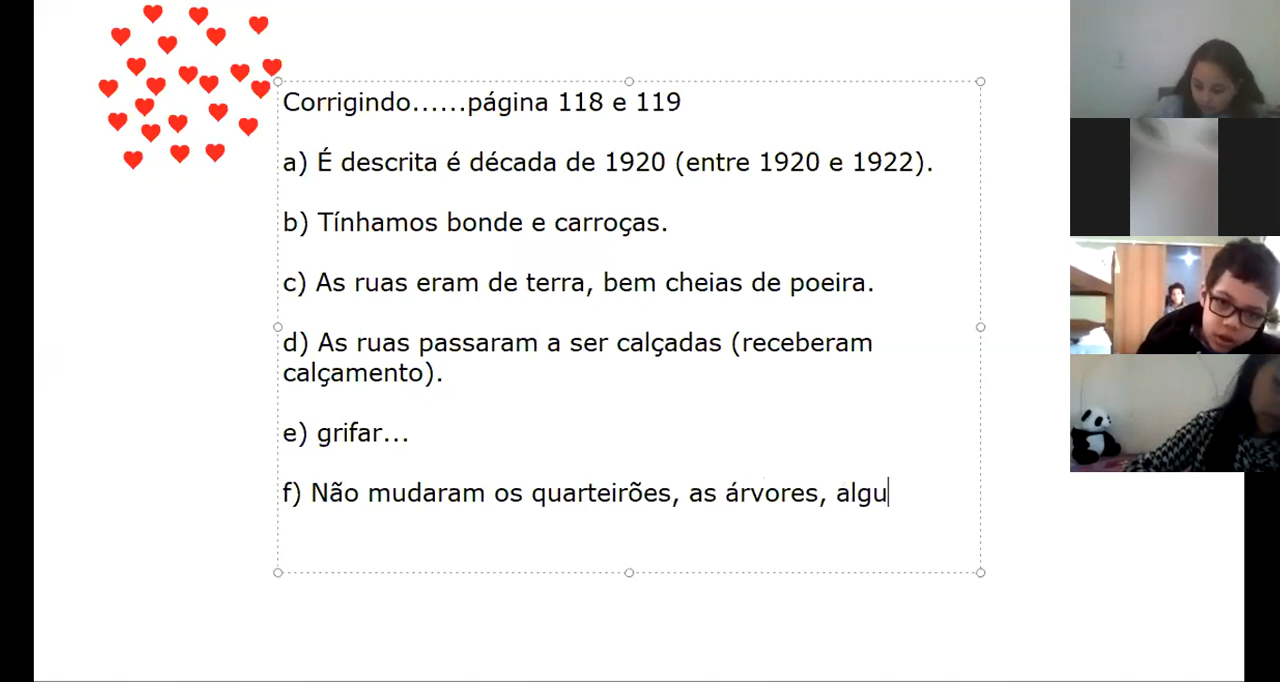 Corrigindo......página 118 e 119
a) É descrita é década de 1920 (entre 1920 e 1922).
b) Tínhamos bonde e carroças.
c) As ruas eram de terra, bem cheias de poeira.
d) As ruas passaram a ser calçadas (receberam
calçamento).
e) grifar...
f) Não mudaram os quarteirões, as árvores, algu